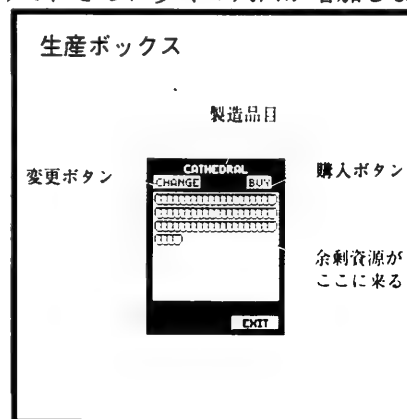 生産ボックス
製造品目
CATHEDRAL
変更ボタン
CHANGE
BUY
購入ボタン
余剰資源が
ここに来る
EXIT